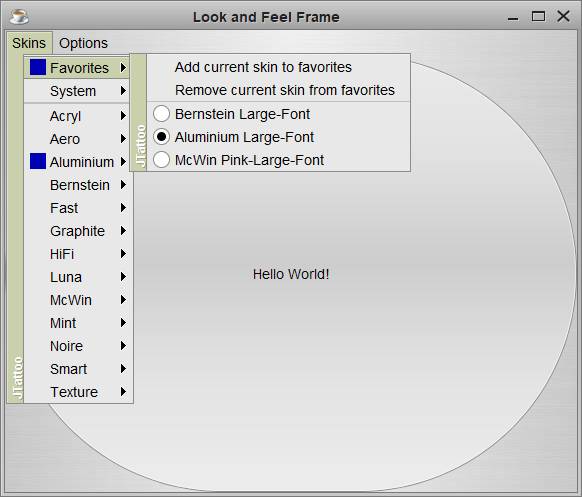 Look and Feel Frame
Skins Options
Favorites
System
Acryl
Aero
Aluminium
Bernstein
Fast
Graphite
HiFi
Luna
McWin
Mint
Noire
Smart
Texture
JTattoo
Add current skin to favorites
Remove current skin from favorites
Bernstein Large-Font
Aluminium Large-Font
McWin Pink-Large-Font
JTattoo
Hello World!